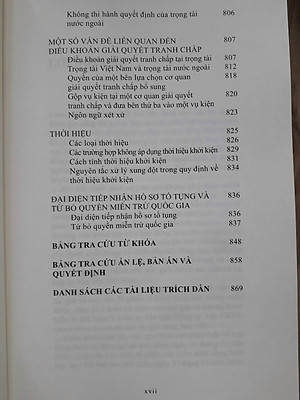 Không thi hành quyết định của trọng tài 806
nước ngoài
MỘT SỐ VẤN ĐỀ LIÊN QUAN ĐẾN 807
ĐIỀU KHOẢN GIẢI QUYẾT TRANH CHẤP
Điều khoản giải quyết tranh chấp tại trọng tài 807
Trọng tài Việt Nam và trọng tài nước ngoài 812
Quyền của một bên lựa chọn cơ quan 818
giải quyết tranh chấp bổ sung
Gộp vụ kiện tại một cơ quan giải quyết 820
tranh chấp và đưa bên thứ ba vào một vụ kiện
Ngôn ngữ xét xử 823
THỜI HIỆU 825
Các loại thời hiệu 826
Các trường hợp không áp dụng thời hiệu khởi kiện 829
Cách tính thời hiệu khởi kiện 831
Nguyên tắc xử lý xung đột trong quy định về 834
thời hiệu khởi kiện
ĐẠI DIỆN TIẾP NHẬN HỒ SƠ TỐ TỤNG VÀ 836
TỪ BỎ QUYỀN MIỄN TRỪ QUỐC GIA
Đại diện tiếp nhận hồ sơ tố tụng 836
Từ bỏ quyền miễn trừ quốc gia 837
BẢNG TRA CỨU TỪ KHÓA 848
BẢNG TRA CỨU ÁN LỆ, BẢN ÁN VÀ 858
QUYẾT ĐỊNH
DANH SÁCH CÁC TÀI LIỆU TRÍCH DẪN 869
xvii